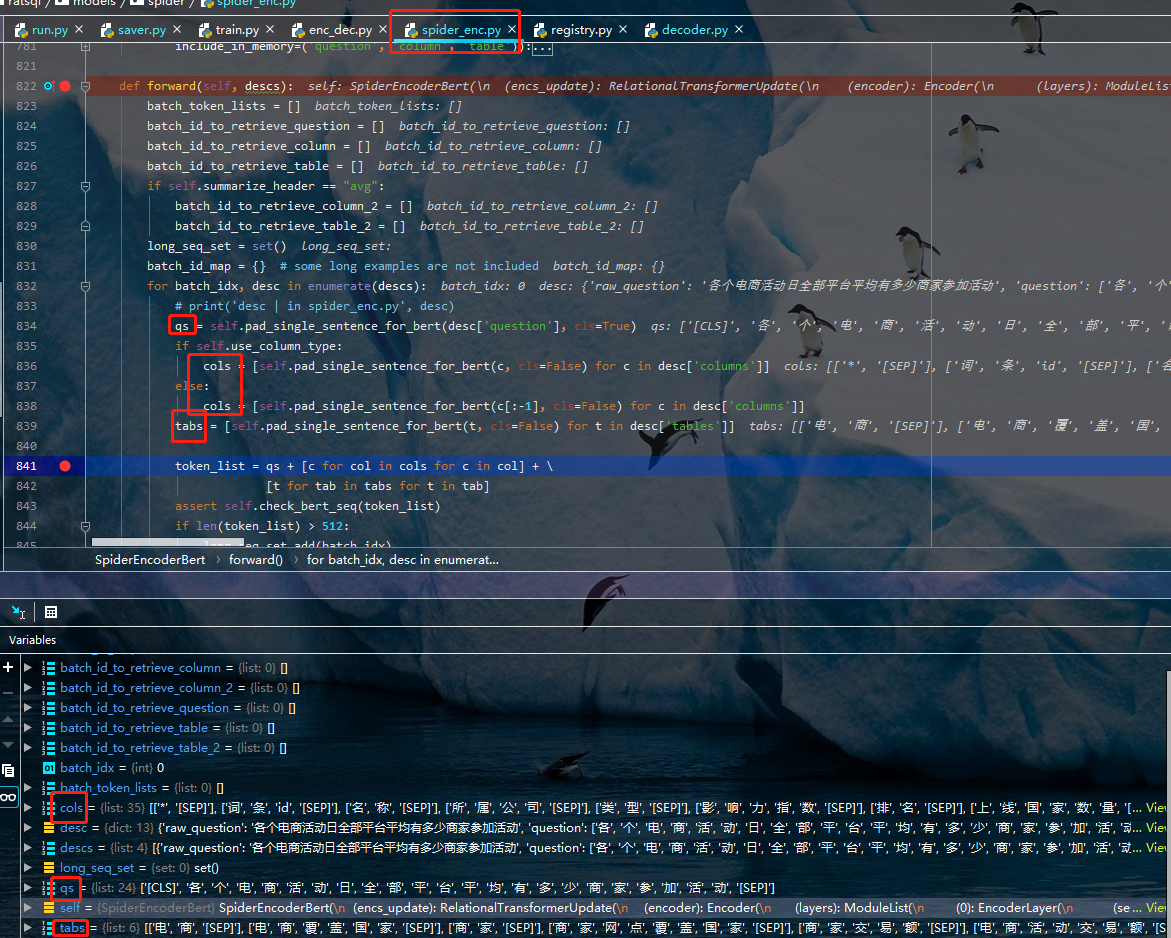 ratsql models spider spider_enc.py
run.py saver.py train.py enc_dec.py spider_enc.py registry.py decoder.py
781 include_in_memory=('question', 'column', 'table')):...
821
822 def forward(self, descs): self: SpiderEncoderBert(\n (encs_update): RelationalTransformerUpdate(\n (encoder): Encoder(\n (layers): ModuleList
823 batch_token_lists = [] batch_token_lists: []
824 batch_id_to_retrieve_question = [] batch_id_to_retrieve_question: []
825 batch_id_to_retrieve_column = [] batch_id_to_retrieve_column: []
826 batch_id_to_retrieve_table = [] batch_id_to_retrieve_table: []
827 if self.summarize_header == "avg":
828 batch_id_to_retrieve_column_2 = [] batch_id_to_retrieve_column_2: []
829 batch_id_to_retrieve_table_2 = [] batch_id_to_retrieve_table_2: []
830 long_seq_set = set() long_seq_set:
831 batch_id_map = {} # some long examples are not included batch_id_map: {}
832 for batch_idx, desc in enumerate(descs): batch_idx: 0 desc: {'raw_question': '各个电商活动日全部平台平均有多少商家参加活动', 'question': ['各', '个'
833 # print('desc | in spider_enc.py', desc)
834 qs = self.pad_single_sentence_for_bert(desc['question'], cls=True) qs: ['[CLS]', '各', '个', '电', '商', '活', '动', '日', '全', '部', '平',
835 if self.use_column_type:
836 cols = [self.pad_single_sentence_for_bert(c, cls=False) for c in desc['columns']] cols: [['*', '[SEP]'], ['词', '条', 'id', '[SEP]'], ['名
837 else:
838 cols = [self.pad_single_sentence_for_bert(c[:-1], cls=False) for c in desc['columns']]
839 tabs = [self.pad_single_sentence_for_bert(t, cls=False) for t in desc['tables']] tabs: [['电', '商', '[SEP]'], ['电', '商', '覆', '盖', '国',
840
841 token_list = qs + [c for col in cols for c in col] + \
842 [t for tab in tabs for t in tab]
843 assert self.check_bert_seq(token_list)
844 if len(token_list) > 512:
845 long_seq_set.add(batch_idx)
SpiderEncoderBert › forward() › for batch_idx, desc in enumerat...
Variables
batch_id_to_retrieve_column = {list: 0} []
batch_id_to_retrieve_column_2 = {list: 0} []
batch_id_to_retrieve_question = {list: 0} []
batch_id_to_retrieve_table = {list: 0} []
batch_id_to_retrieve_table_2 = {list: 0} []
batch_idx = {int} 0
batch_token_lists = {list: 0} []
cols = {list: 35} [['*', '[SEP]'], ['词', '条', 'id', '[SEP]'], ['名', '称', '[SEP]'], ['所', '属', '公', '司', '[SEP]'], ['类', '型', '[SEP]'], ['影', '响', '力', '指', '数', '[SEP]'], ['排', '名', '[SEP]'], ['上', '线', '国', '家', '数', '量', '[... View
desc = {dict: 13} {'raw_question': '各个电商活动日全部平台平均有多少商家参加活动', 'question': ['各', '个', '电', '商', '活', '动', '日', '全', '部', '平', '台', '平', '均', '有', '多', '少', '商', '家', '参', '加', '活', '动... View
descs = {list: 4} [{'raw_question': '各个电商活动日全部平台平均有多少商家参加活动', 'question': ['各', '个', '电', '商', '活', '动', '日', '全', '部', '平', '台', '平', '均', '有', '多', '少', '商', '家', '参', '加', '活', '... View
long_seq_set = {set: 0} set()
qs = {list: 24} ['[CLS]', '各', '个', '电', '商', '活', '动', '日', '全', '部', '平', '台', '平', '均', '有', '多', '少', '商', '家', '参', '加', '活', '动', '[SEP]']
self = {SpiderEncoderBert} SpiderEncoderBert(\n (encs_update): RelationalTransformerUpdate(\n (encoder): Encoder(\n (layers): ModuleList(\n (0): EncoderLayer(\n (se ... View
tabs = {list: 6} [['电', '商', '[SEP]'], ['电', '商', '覆', '盖', '国', '家', '[SEP]'], ['商', '家', '[SEP]'], ['商', '家', '网', '点', '覆', '盖', '国', '家', '[SEP]'], ['商', '家', '交', '易', '额', '[SEP]'], ['电', '商', '活', '动', '交', '易', '额', '[S